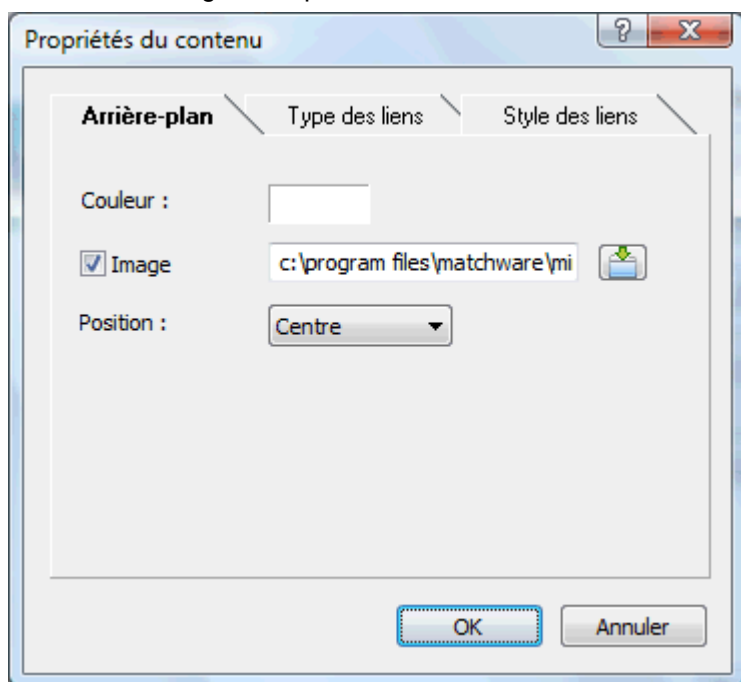 Propriétés du contenu
Arrière-plan Type des liens Style des liens
Couleur :
Image c:\program files\matchware\mi
Position : Centre
OK Annuler